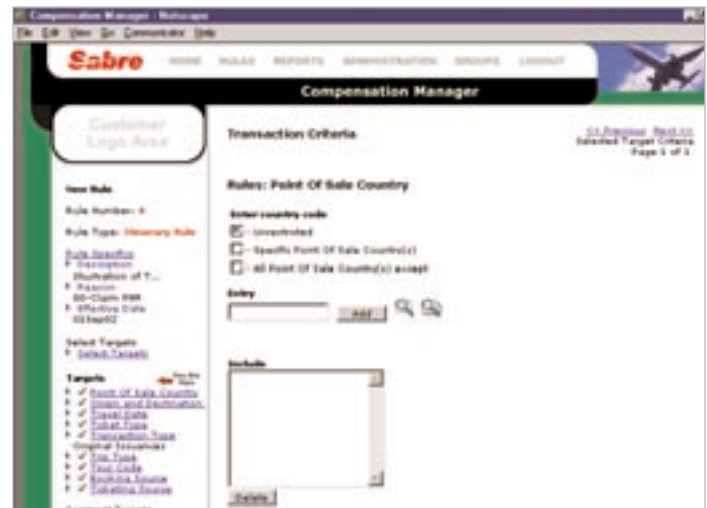 Compensation Manager - Netscape
File Edit View Go Communicator Help
Sabre HOME RULES REPORTS ADMINISTRATION GROUPS LOGOUT
Compensation Manager
Customer
Logo Area
Transaction Criteria
<< Previous Next >>
Selected Target Criteria
Page 1 of 1
New Rule
Rule Number:
Rule Type: Itinerary Rule
Rules: Point Of Sale Country
Enter country code
- Unrestricted
- Specific Point Of Sale Country(s)
- All Point Of Sale Country(s) except
Rule Specifics
Description
Illustration of T...
Reason
Effective Date
Entry
Add
Select Targets
Select Targets
Include
Targets
Point Of Sale Country
Origin and Destination
Travel Date
Ticket Type
Transaction Type
Original Issuances
Trip Type
Tour Code
Booking Source
Ticketing Source
Delete